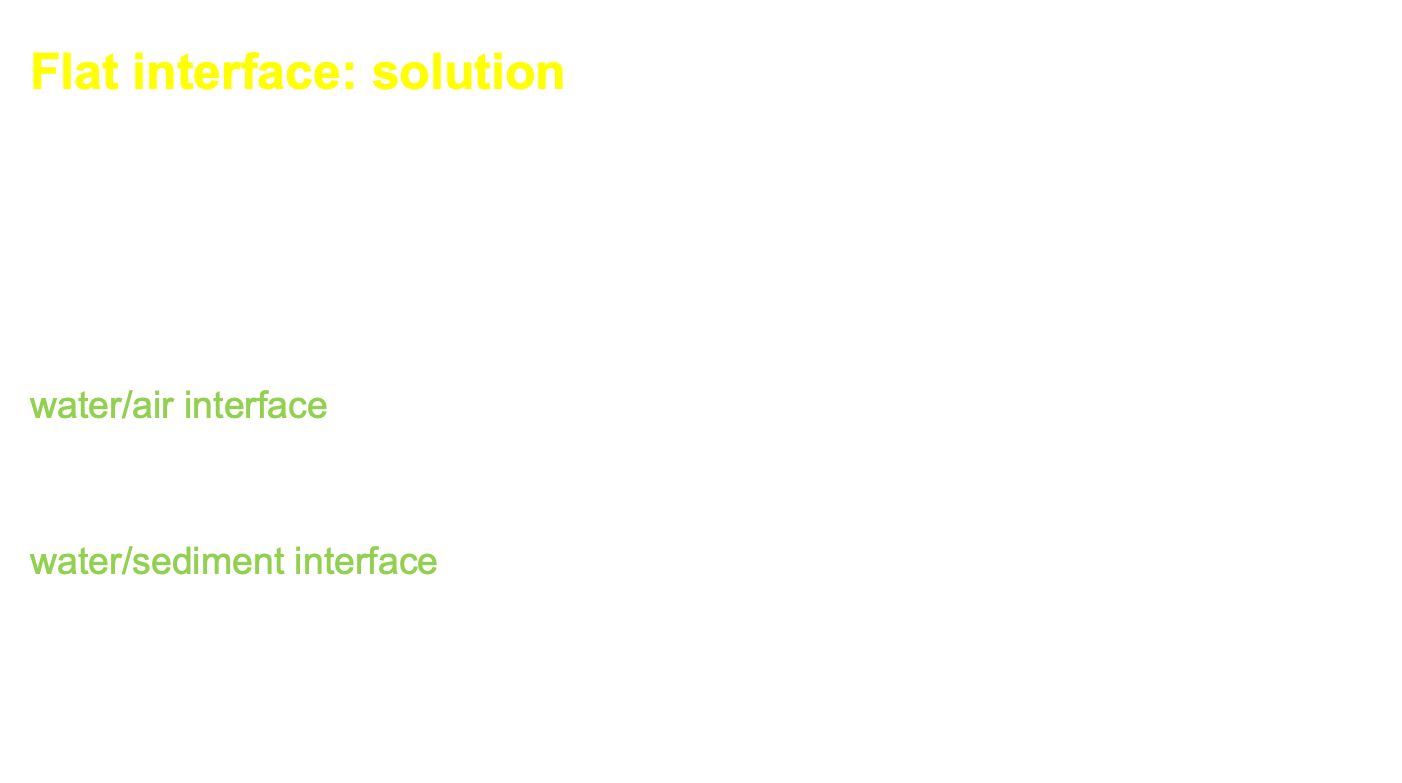 Flat interface: solution
water/air interface
water/sediment interface